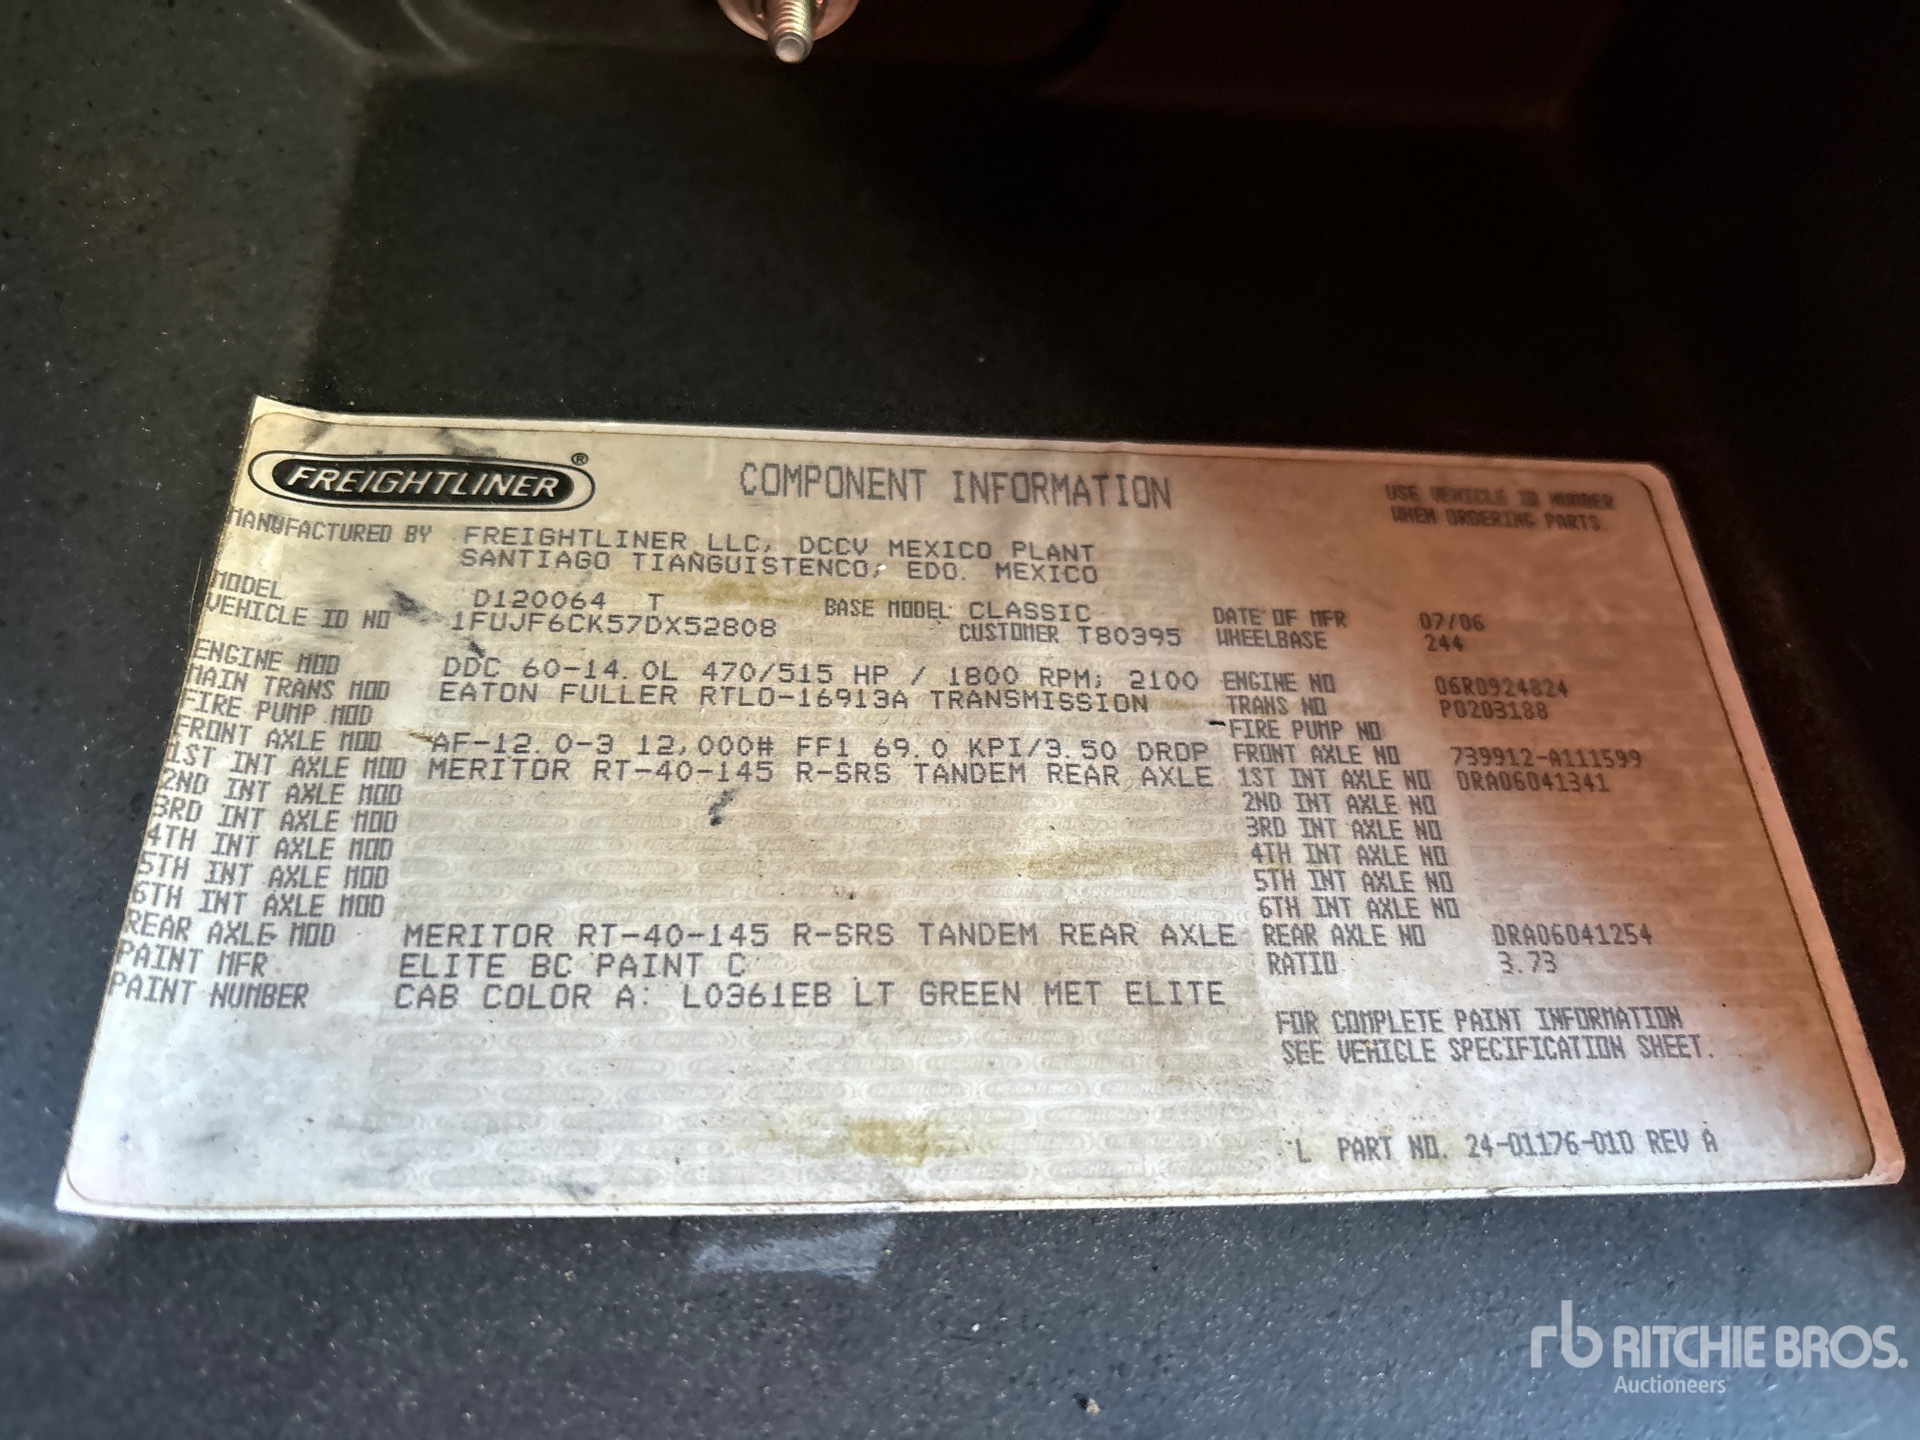 FREIGHTLINER ®
COMPONENT INFORMATION
USE VEHICLE ID NUMBER
WHEN ORDERING PARTS.
MANUFACTURED BY FREIGHTLINER LLC, DCCV MEXICO PLANT
SANTIAGO TIANGUISTENCO, EDO. MEXICO
MODEL D120064 T BASE MODEL CLASSIC DATE OF MFR 07/06
VEHICLE ID NO 1FUJF6CK57DX52808 CUSTOMER T80395 WHEELBASE 244
ENGINE MOD DDC 60-14.0L 470/515 HP / 1800 RPM; 2100 ENGINE NO 06R0924824
MAIN TRANS MOD EATON FULLER RTLO-16913A TRANSMISSION TRANS NO P0203188
FIRE PUMP MOD FIRE PUMP NO
FRONT AXLE MOD AF-12.0-3 12,000# FF1 69.0 KPI/3.50 DROP FRONT AXLE NO 739912-A111599
1ST INT AXLE MOD MERITOR RT-40-145 R-SRS TANDEM REAR AXLE 1ST INT AXLE NO DRA06041341
2ND INT AXLE MOD 2ND INT AXLE NO
3RD INT AXLE MOD 3RD INT AXLE NO
4TH INT AXLE MOD 4TH INT AXLE NO
5TH INT AXLE MOD 5TH INT AXLE NO
6TH INT AXLE MOD 6TH INT AXLE NO
REAR AXLE MOD MERITOR RT-40-145 R-SRS TANDEM REAR AXLE REAR AXLE NO DRA06041254
PAINT MFR ELITE BC PAINT C RATIO 3.73
PAINT NUMBER CAB COLOR A: L0361EB LT GREEN MET ELITE
FOR COMPLETE PAINT INFORMATION
SEE VEHICLE SPECIFICATION SHEET.
L PART NO. 24-01176-010 REV A
rb RITCHIE BROS.
Auctioneers